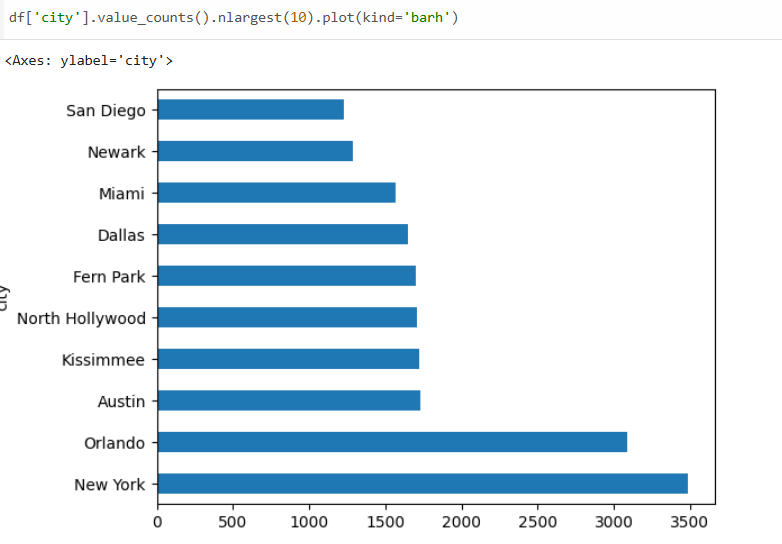 df['city'].value_counts().nlargest(10).plot(kind='barh')
<Axes: ylabel='city'>
San Diego
Newark
Miami
Dallas
Fern Park
city
North Hollywood
Kissimmee
Austin
Orlando
New York
0 500 1000 1500 2000 2500 3000 3500